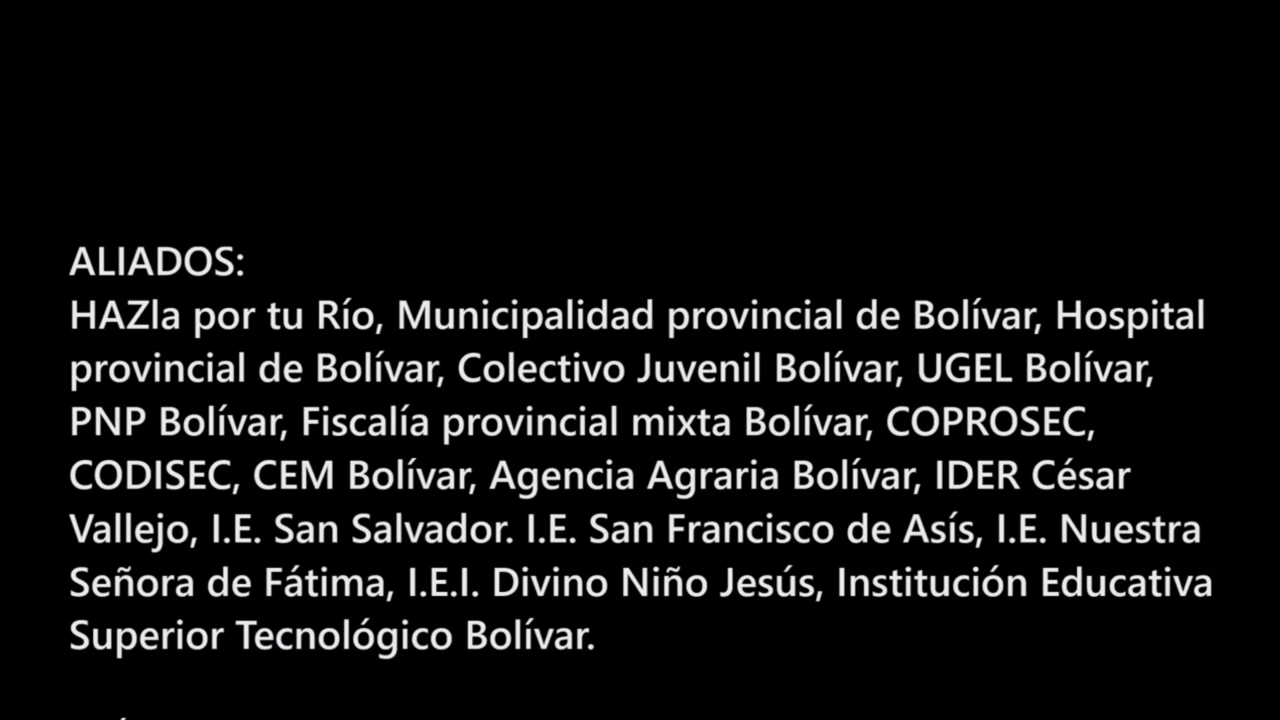 ALIADOS:
HAZla por tu Río, Municipalidad provincial de Bolívar, Hospital
provincial de Bolívar, Colectivo Juvenil Bolívar, UGEL Bolívar,
PNP Bolívar, Fiscalía provincial mixta Bolívar, COPROSEC,
CODISEC, CEM Bolívar, Agencia Agraria Bolívar, IDER César
Vallejo, I.E. San Salvador. I.E. San Francisco de Asís, I.E. Nuestra
Señora de Fátima, I.E.I. Divino Niño Jesús, Institución Educativa
Superior Tecnológico Bolívar.